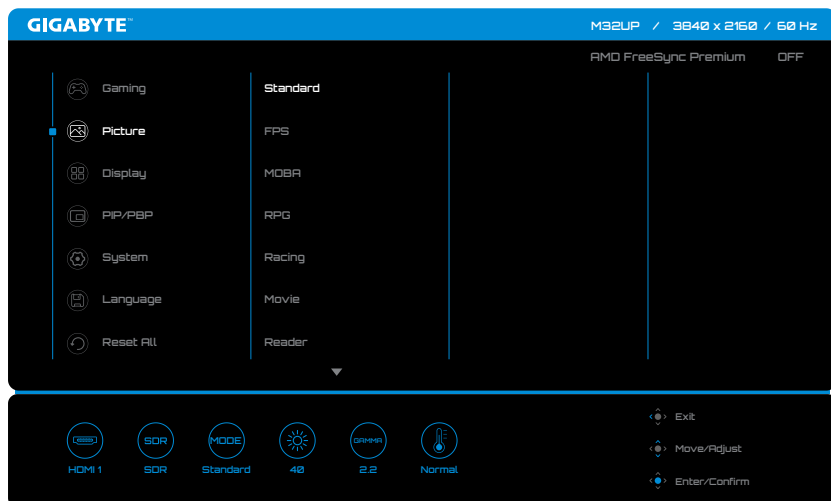 GIGABYTE™
M32UP / 3840 x 2160 / 60 Hz
AMD FreeSync Premium OFF
Gaming
Picture
Display
PIP/PBP
System
Language
Reset All
Standard
FPS
MOBA
RPG
Racing
Movie
Reader
SDR
MODE
GAMMA
HDMI 1
SDR
Standard
40
2.2
Normal
Exit
Move/Adjust
Enter/Confirm